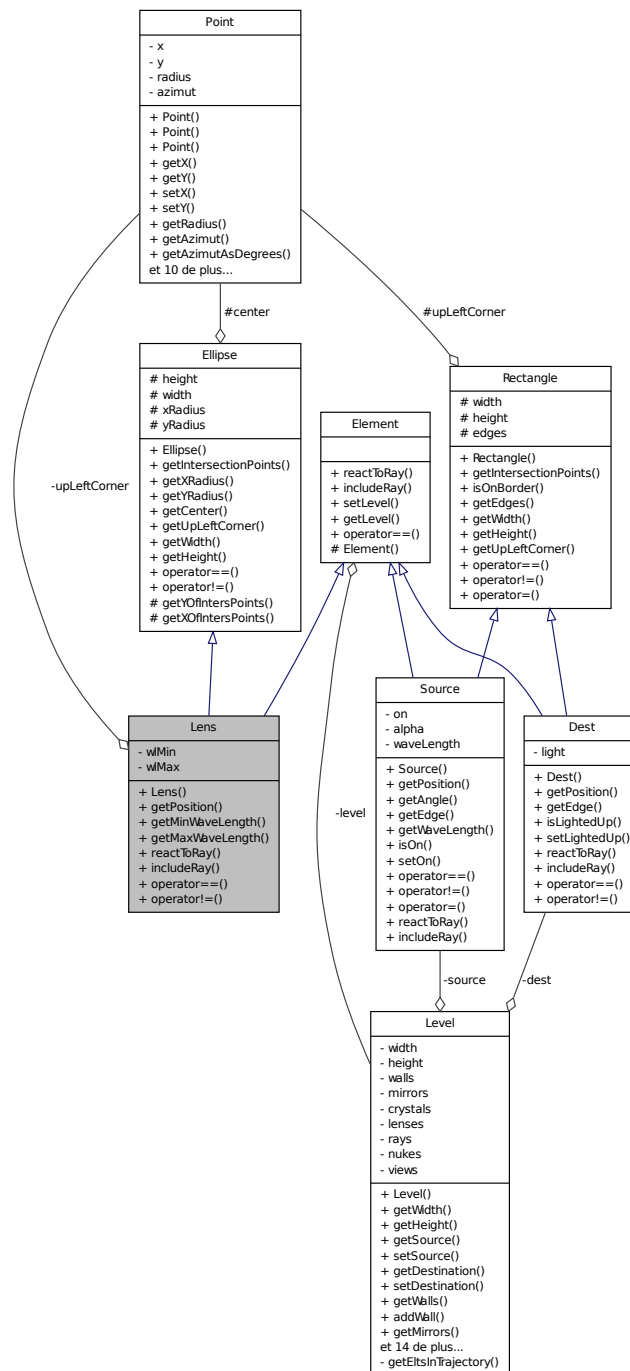 Point
- x
- y
- radius
- azimut
+ Point()
+ Point()
+ Point()
+ getX()
+ getY()
+ setX()
+ setY()
+ getRadius()
+ getAzimut()
+ getAzimutAsDegrees()
et 10 de plus...
#center
#upLeftCorner
-upLeftCorner
Ellipse
# height
# width
# xRadius
# yRadius
+ Ellipse()
+ getIntersectionPoints()
+ getXRadius()
+ getYRadius()
+ getCenter()
+ getUpLeftCorner()
+ getWidth()
+ getHeight()
+ operator==()
+ operator!=()
# getYOfIntersPoints()
# getXOfIntersPoints()
Element
+ reactToRay()
+ includeRay()
+ setLevel()
+ getLevel()
+ operator==()
# Element()
Rectangle
# width
# height
# edges
+ Rectangle()
+ getIntersectionPoints()
+ isOnBorder()
+ getEdges()
+ getWidth()
+ getHeight()
+ getUpLeftCorner()
+ operator==()
+ operator!=()
+ operator=()
Lens
- wlMin
- wlMax
+ Lens()
+ getPosition()
+ getMinWaveLength()
+ getMaxWaveLength()
+ reactToRay()
+ includeRay()
+ operator==()
+ operator!=()
-level
Source
- on
- alpha
- waveLength
+ Source()
+ getPosition()
+ getAngle()
+ getEdge()
+ getWaveLength()
+ isOn()
+ setOn()
+ operator==()
+ operator!=()
+ operator=()
+ reactToRay()
+ includeRay()
Dest
- light
+ Dest()
+ getPosition()
+ getEdge()
+ isLightedUp()
+ setLightedUp()
+ reactToRay()
+ includeRay()
+ operator==()
+ operator!=()
-source
-dest
Level
- width
- height
- walls
- mirrors
- crystals
- lenses
- rays
- nukes
- views
+ Level()
+ getWidth()
+ getHeight()
+ getSource()
+ setSource()
+ getDestination()
+ setDestination()
+ getWalls()
+ addWall()
+ getMirrors()
et 14 de plus...
- getEltsInTrajectory()